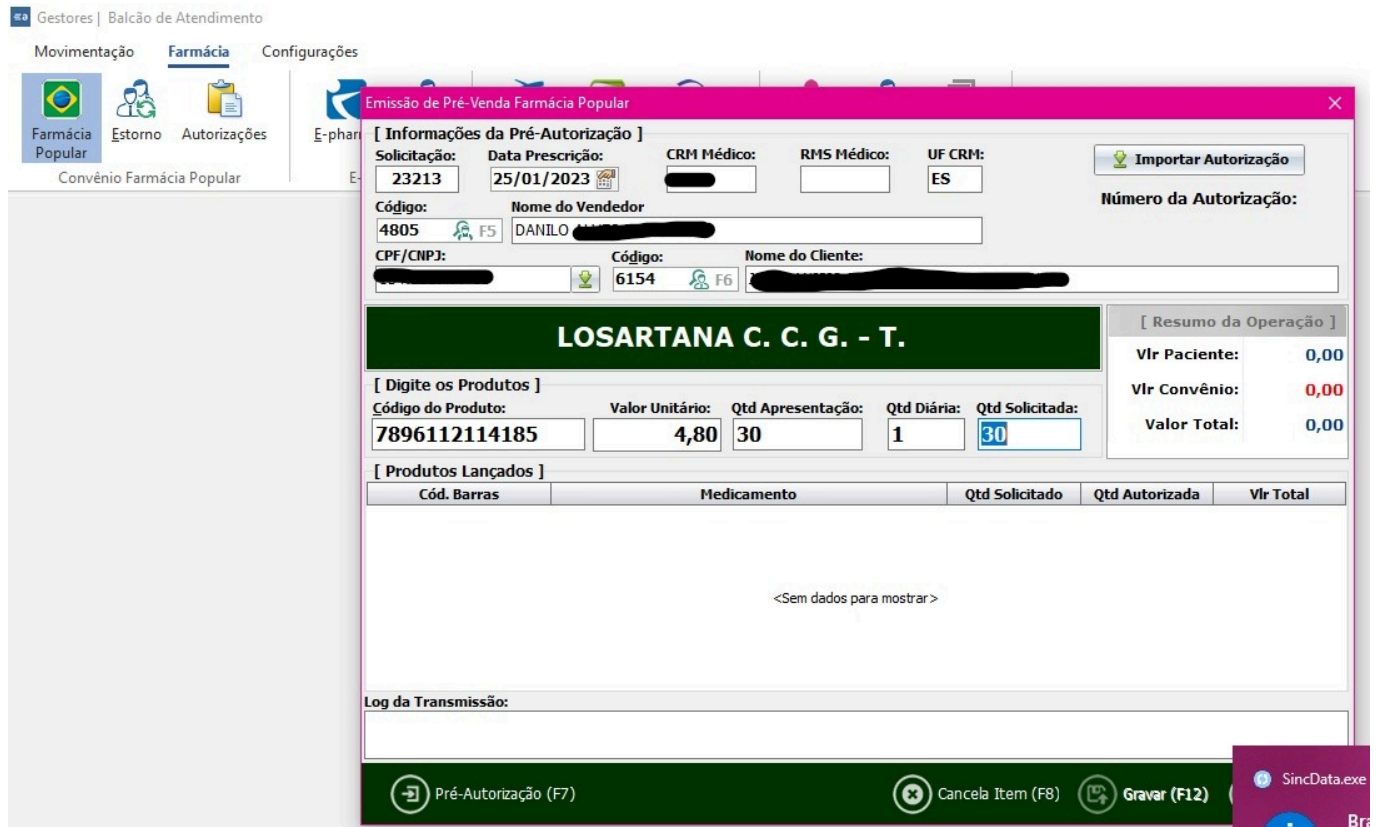 Gestores | Balcão de Atendimento
Movimentação Farmácia Configurações
Farmácia Popular Estorno Autorizações
Convênio Farmácia Popular
Emissão de Pré-Venda Farmácia Popular
[ Informações da Pré-Autorização ]
Solicitação: Data Prescrição: CRM Médico: RMS Médico: UF CRM:
23213 25/01/2023 ES
Importar Autorização
Número da Autorização:
Código: Nome do Vendedor
4805 F5 DANILO
CPF/CNPJ: Código: Nome do Cliente:
6154 F6
LOSARTANA C. C. G. - T.
[ Resumo da Operação ]
Vlr Paciente: 0,00
Vlr Convênio: 0,00
Valor Total: 0,00
[ Digite os Produtos ]
Código do Produto: Valor Unitário: Qtd Apresentação: Qtd Diária: Qtd Solicitada:
7896112114185 4,80 30 1 30
[ Produtos Lançados ]
Cód. Barras Medicamento Qtd Solicitado Qtd Autorizada Vlr Total
<Sem dados para mostrar>
Log da Transmissão:
Pré-Autorização (F7) Cancela Item (F8) Gravar (F12)
SincData.exe